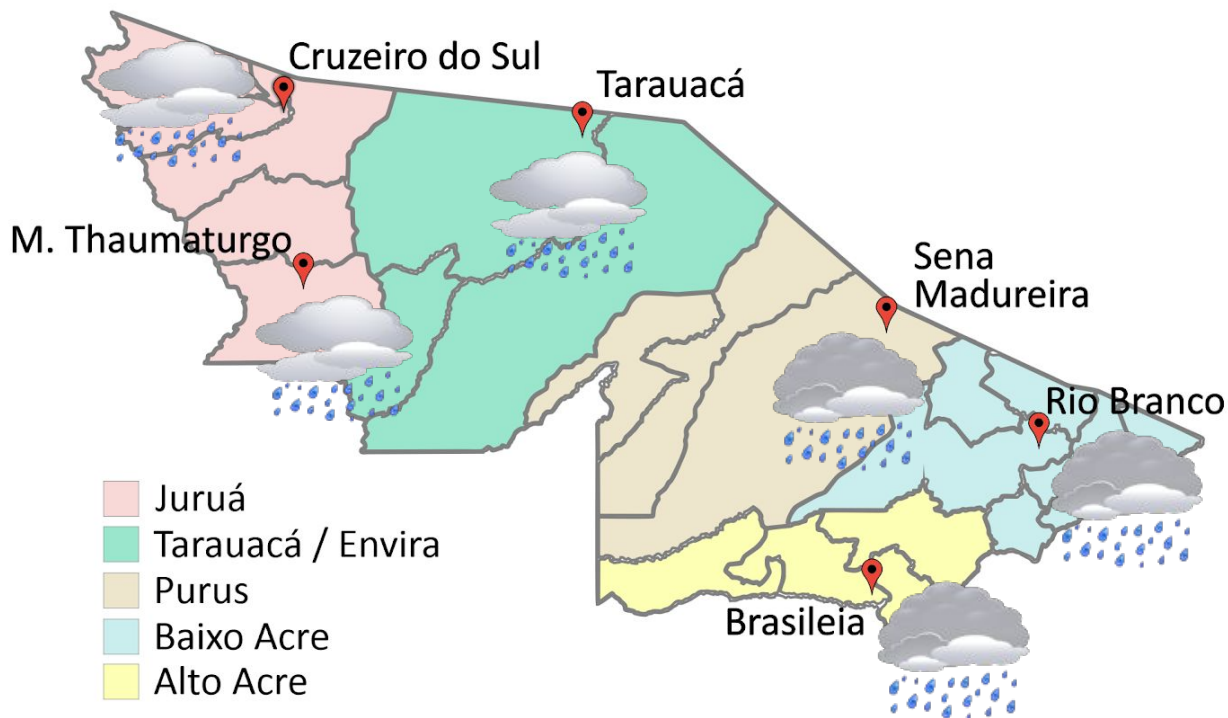 Cruzeiro do Sul
Tarauacá
M. Thaumaturgo
Sena
Madureira
Rio Branco
Brasileia
Juruá
Tarauacá / Envira
Purus
Baixo Acre
Alto Acre